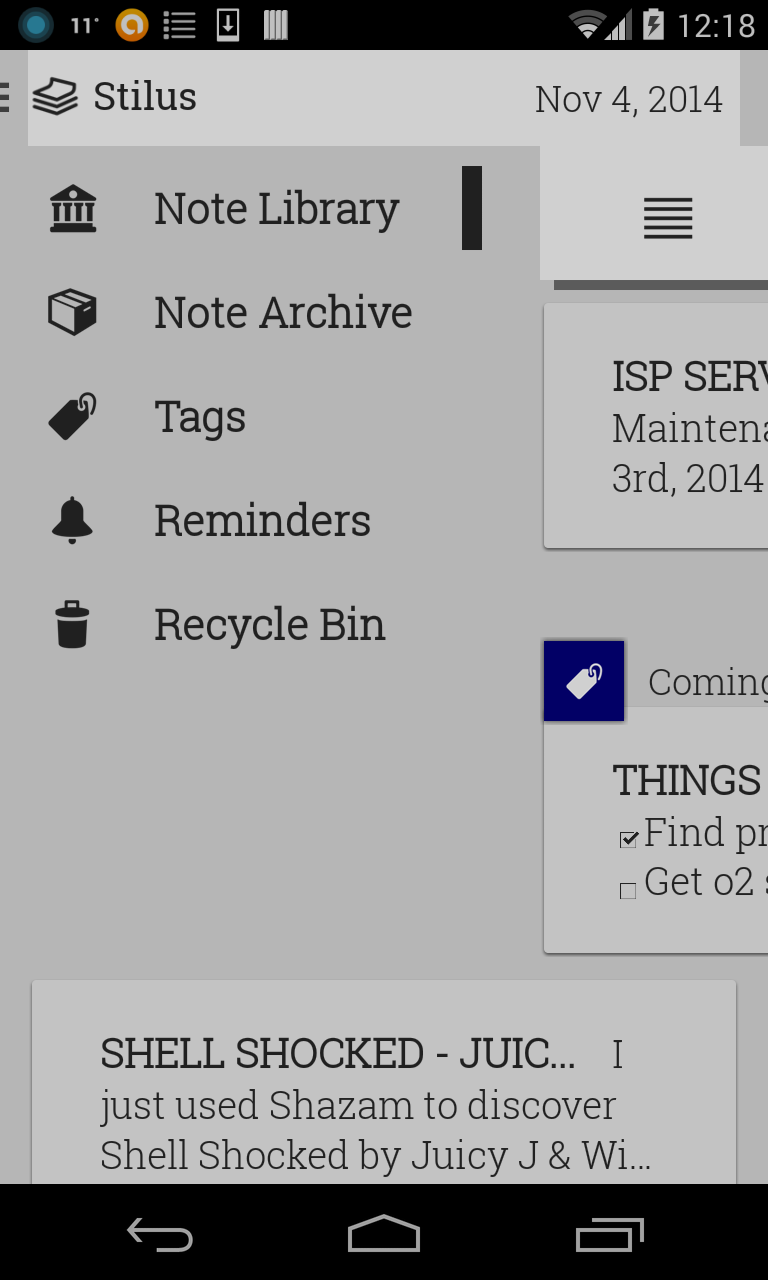 11°
12:18
Stilus
Nov 4, 2014
Note Library
Note Archive
Tags
Reminders
Recycle Bin
ISP SERV
Maintena
3rd, 2014
Coming
THINGS
Find pr
Get o2 s
SHELL SHOCKED - JUIC... I
just used Shazam to discover
Shell Shocked by Juicy J & Wi...